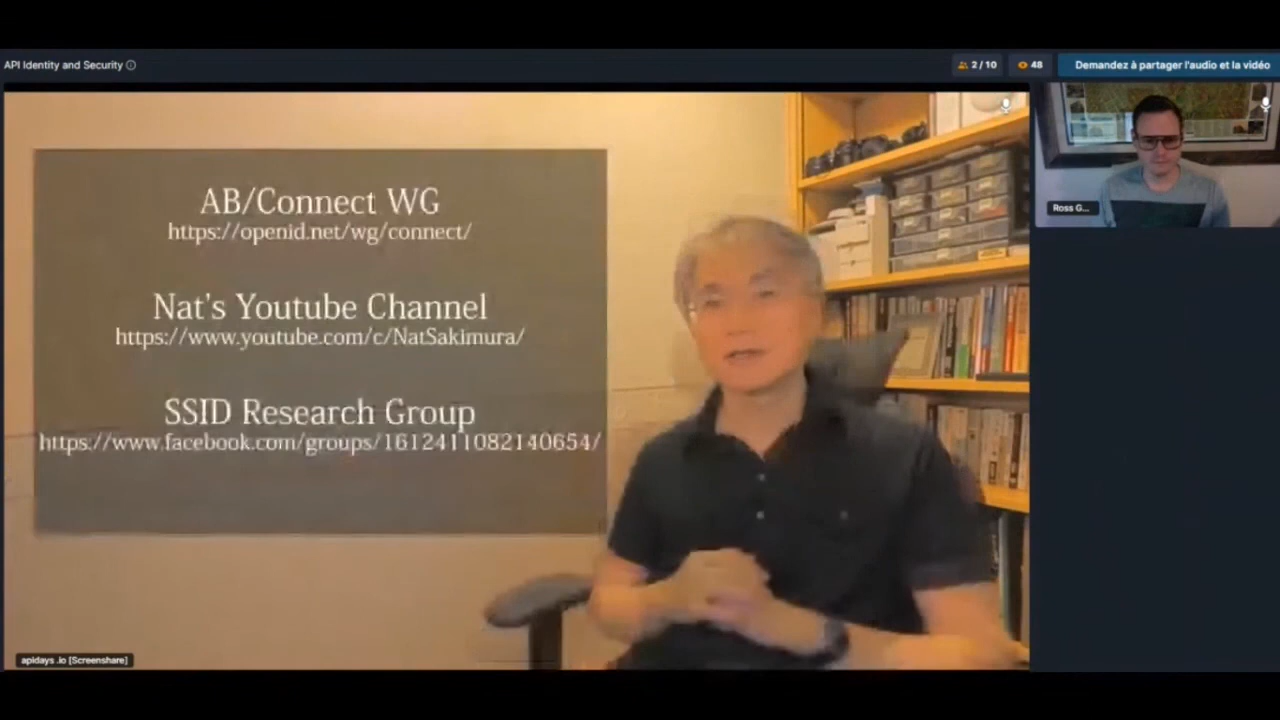 API Identity and Security
2 / 10
48
Demandez à partager l'audio et la vidéo
AB/Connect WG
https://openid.net/wg/connect/
Nat's Youtube Channel
https://www.youtube.com/c/NatSakimura/
SSID Research Group
https://www.facebook.com/groups/1612411082140654/
Ross G...
apidays .io [Screenshare]